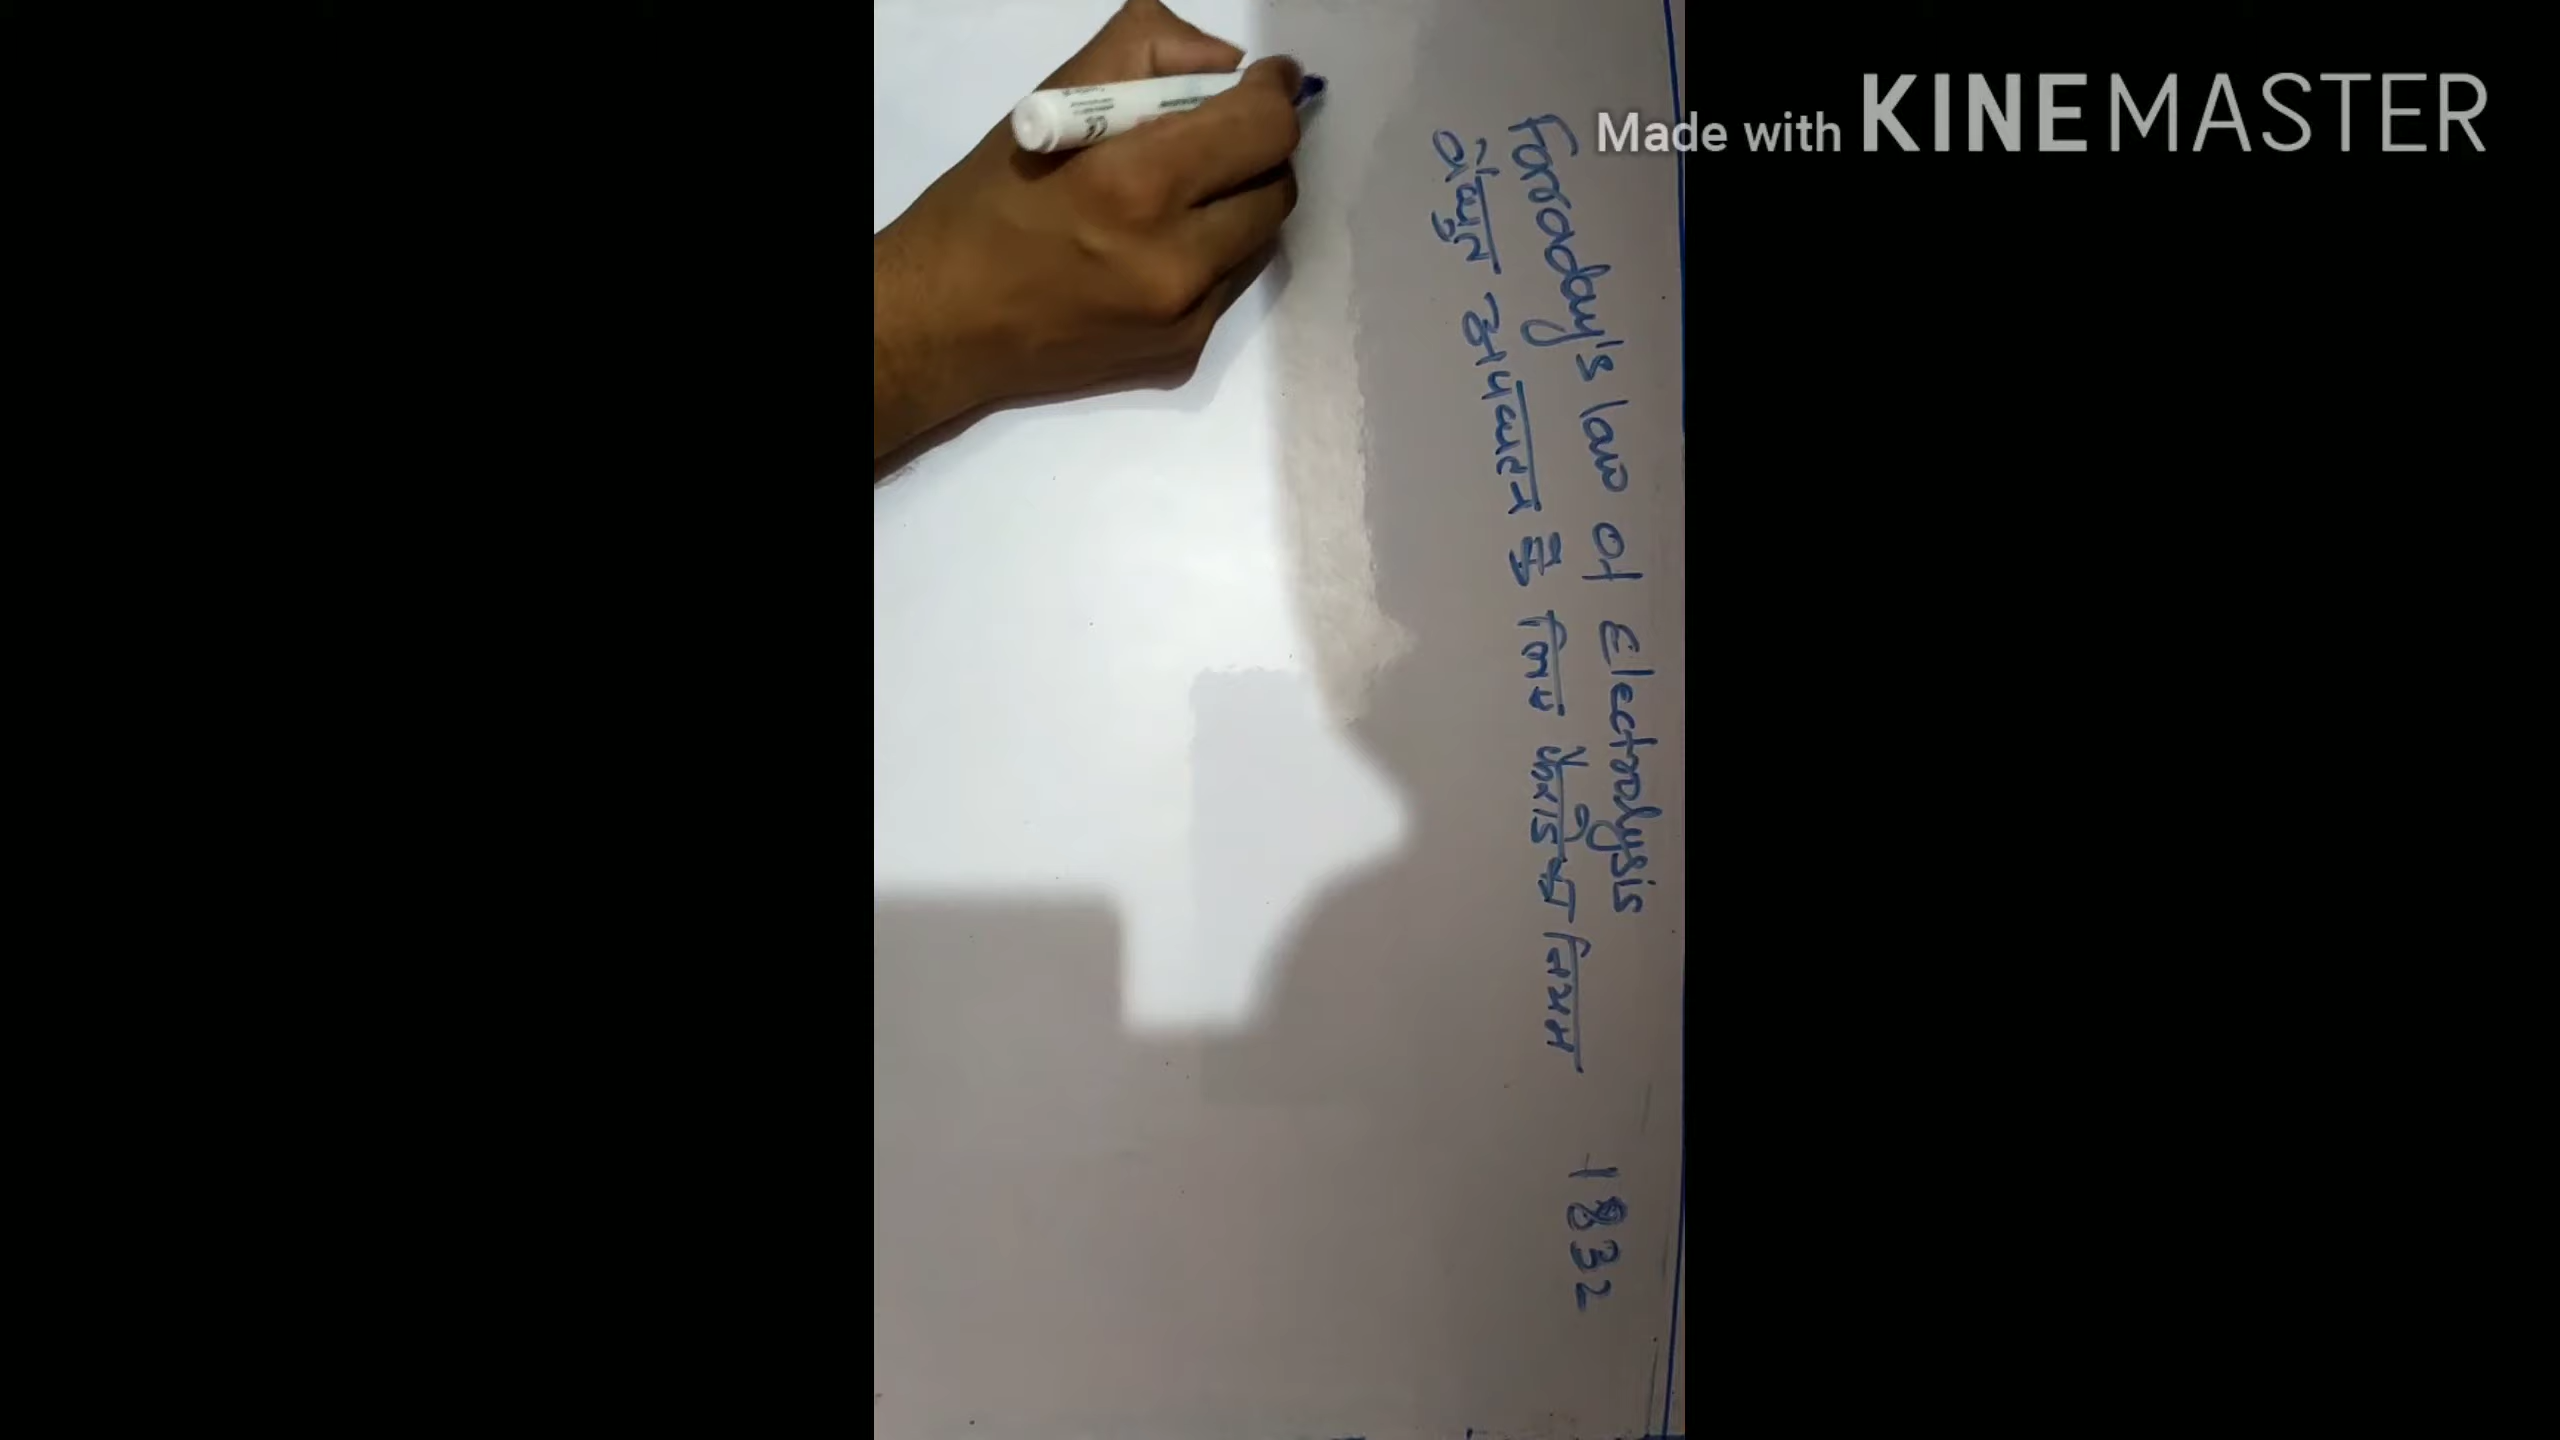 Made with KINEMASTER
Faraday's law of Electrolysis
वैधुत अपघटन के लिये फैराडे का नियम 1832